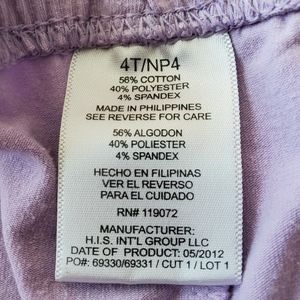 4T/NP4
56% COTTON
40% POLYESTER
4% SPANDEX
MADE IN PHILIPPINES
SEE REVERSE FOR CARE
56% ALGODON
40% POLIESTER
4% SPANDEX
HECHO EN FILIPINAS
VER EL REVERSO
PARA EL CUIDADO
RN# 119072
MANUFACTURER:
H.I.S. INT'L GROUP LLC
DATE OF PRODUCT: 05/2012
PO#: 69330/69331 / CUT 1 / LOT 1